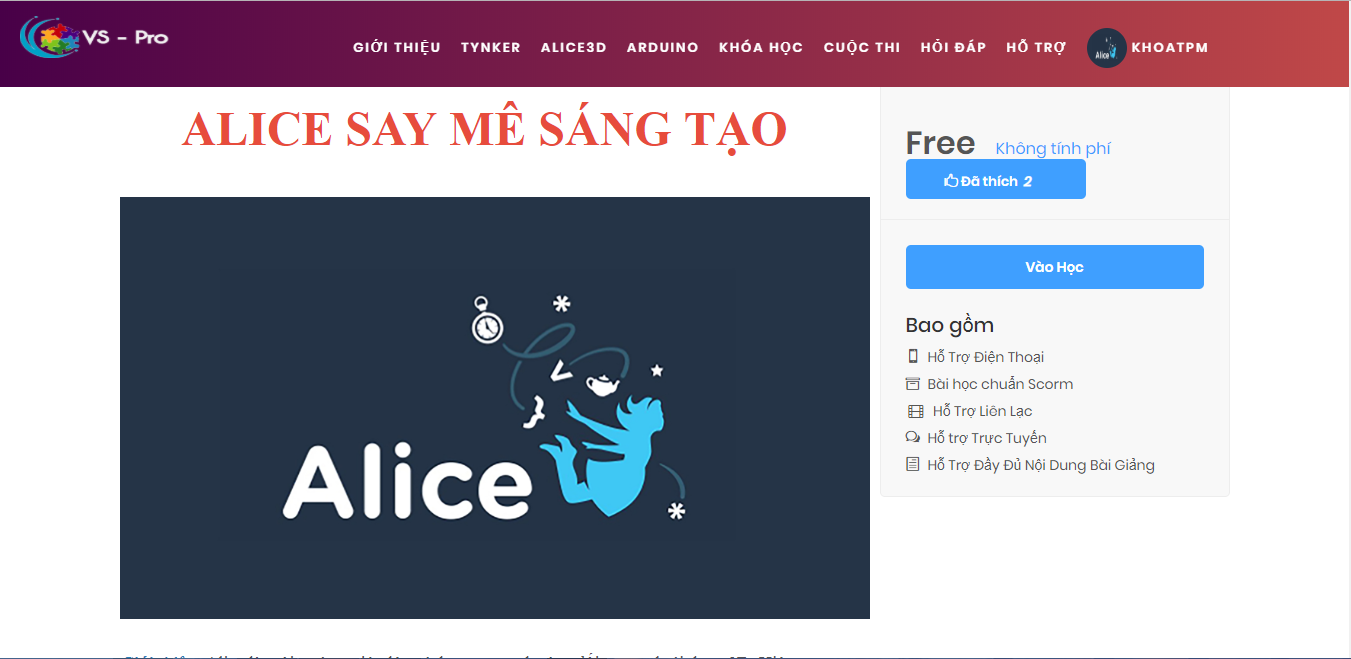 VS - Pro
GIỚI THIỆU TYNKER ALICE3D ARDUINO KHÓA HỌC CUỘC THI HỎI ĐÁP HỖ TRỢ Alice KHOATPM
ALICE SAY MÊ SÁNG TẠO
Alice
Free Không tính phí
Đã thích 2
Vào Học
Bao gồm
Hỗ Trợ Điện Thoại
Bài học chuẩn Scorm
Hỗ Trợ Liên Lạc
Hỗ trợ Trực Tuyến
Hỗ Trợ Đầy Đủ Nội Dung Bài Giảng